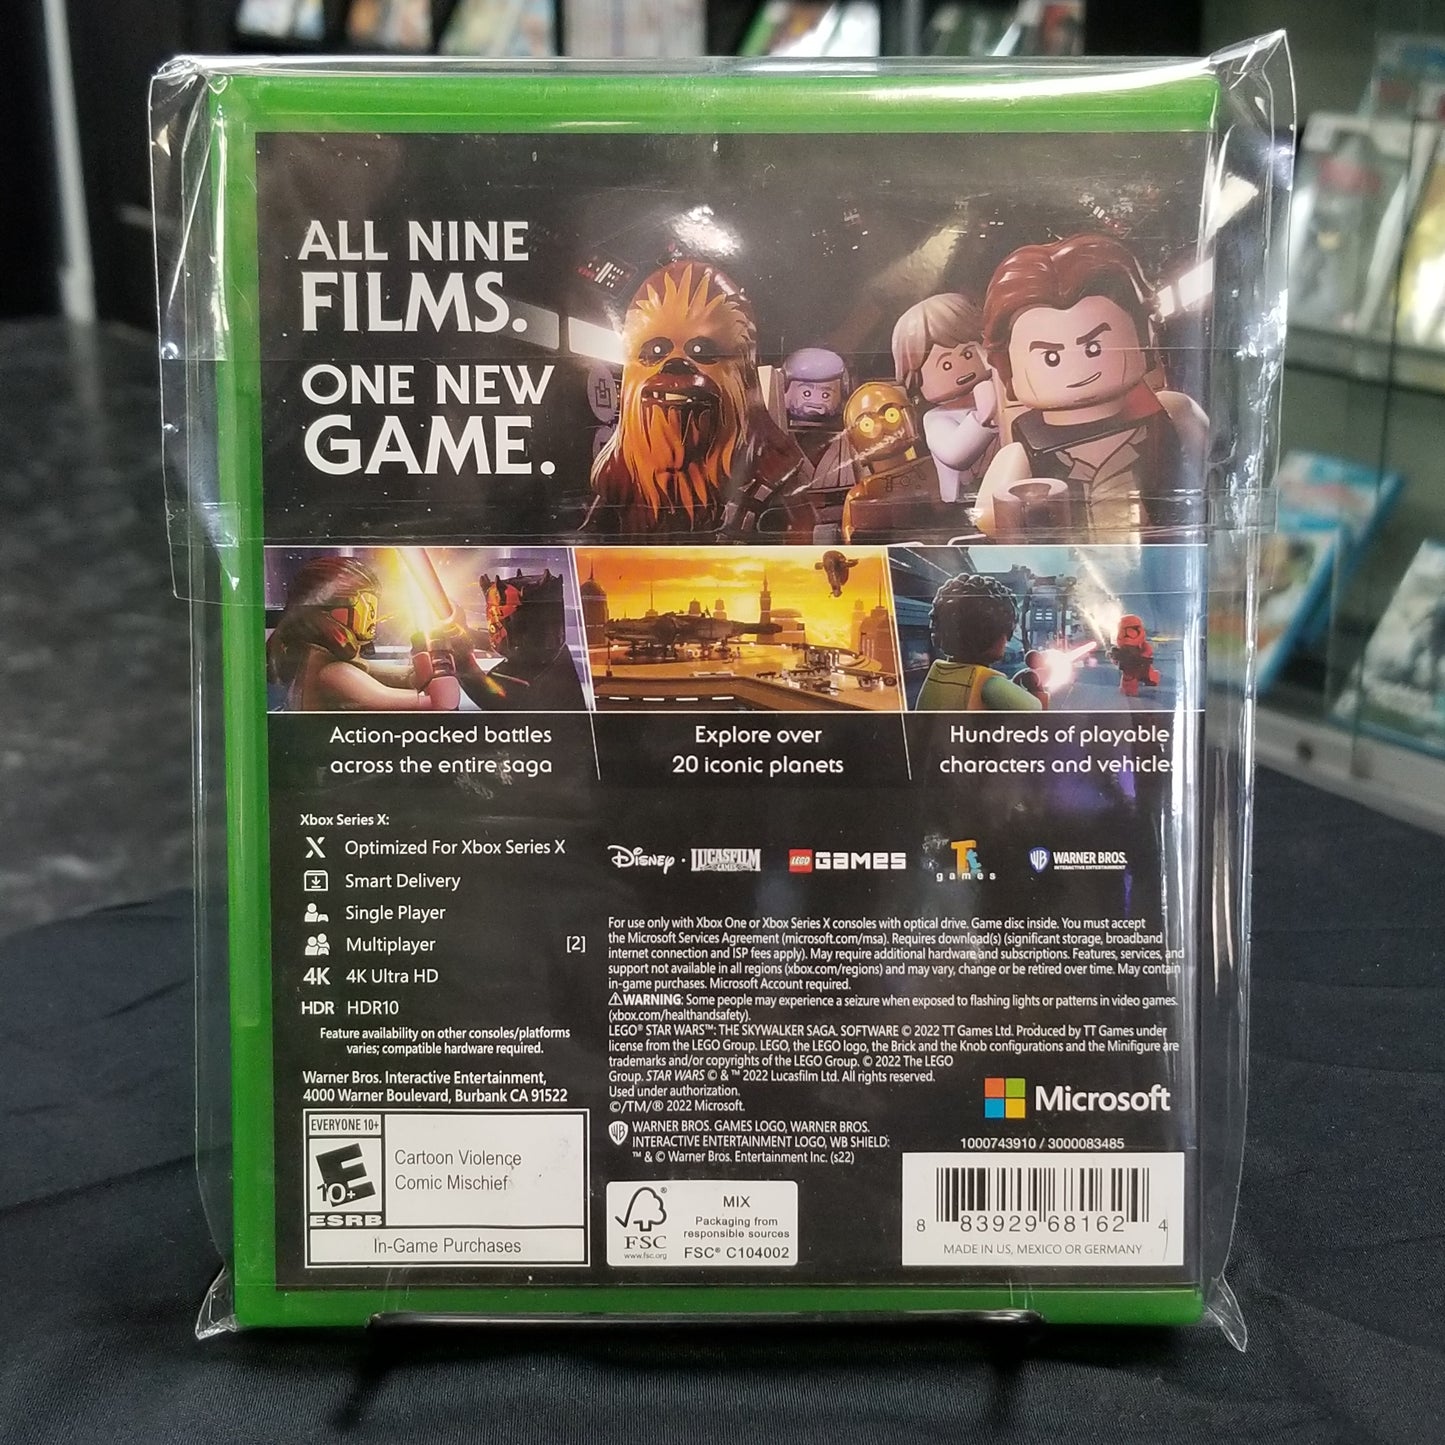 ALL NINE
FILMS.
ONE NEW
GAME.
Action-packed battles
across the entire saga
Explore over
20 iconic planets
Hundreds of playable
characters and vehicles
Xbox Series X:
Optimized For Xbox Series X
Smart Delivery
Single Player
Multiplayer [2]
4K 4K Ultra HD
HDR HDR10
Feature availability on other consoles/platforms
varies; compatible hardware required.
Warner Bros. Interactive Entertainment,
4000 Warner Boulevard, Burbank CA 91522
EVERYONE 10+
E
10+
ESRB
Cartoon Violence
Comic Mischief
In-Game Purchases
Disney · LUCASFILM
GAMES
LEGO GAMES
Tt
games
WB WARNER BROS.
INTERACTIVE ENTERTAINMENT
For use only with Xbox One or Xbox Series X consoles with optical drive. Game disc inside. You must accept
the Microsoft Services Agreement (microsoft.com/msa). Requires download(s) (significant storage, broadband
internet connection and ISP fees apply). May require additional hardware and subscriptions. Features, services, and
support not available in all regions (xbox.com/regions) and may vary, change or be retired over time. May contain
in-game purchases. Microsoft Account required.
⚠WARNING: Some people may experience a seizure when exposed to flashing lights or patterns in video games.
(xbox.com/healthandsafety).
LEGO® STAR WARS™: THE SKYWALKER SAGA. SOFTWARE © 2022 TT Games Ltd. Produced by TT Games under
license from the LEGO Group. LEGO, the LEGO logo, the Brick and the Knob configurations and the Minifigure are
trademarks and/or copyrights of the LEGO Group. © 2022 The LEGO
Group. STAR WARS © & ™ 2022 Lucasfilm Ltd. All rights reserved.
Used under authorization.
©/TM/® 2022 Microsoft.
WB WARNER BROS. GAMES LOGO, WARNER BROS.
INTERACTIVE ENTERTAINMENT LOGO, WB SHIELD:
™ & © Warner Bros. Entertainment Inc. (s22)
Microsoft
1000743910 / 3000083485
®
FSC
www.fsc.org
MIX
Packaging from
responsible sources
FSC® C104002
8 83929 68162 4
MADE IN US, MEXICO OR GERMANY